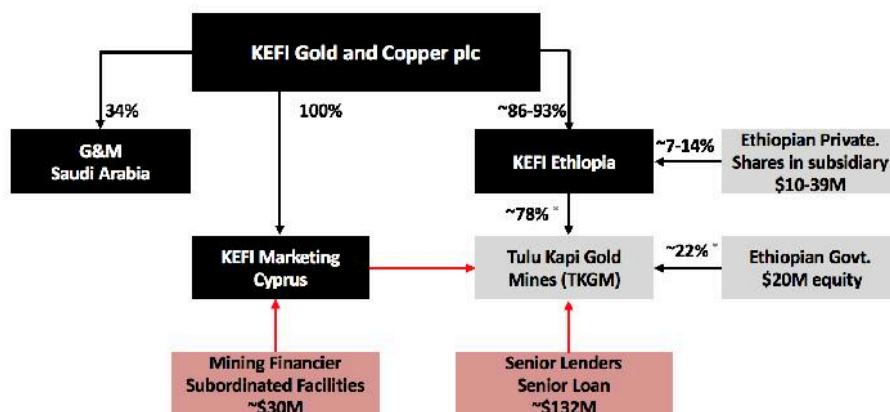 KEFI Gold and Copper plc
34%
100%
~86-93%
G&M
Saudi Arabia
KEFI Ethiopia
~7-14%
Ethiopian Private.
Shares in subsidiary
$10-39M
~78% *
KEFI Marketing
Cyprus
Tulu Kapi Gold
Mines (TKGM)
~22% *
Ethiopian Govt.
$20M equity
Mining Financier
Subordinated Facilities
~$30M
Senior Lenders
Senior Loan
~$132M